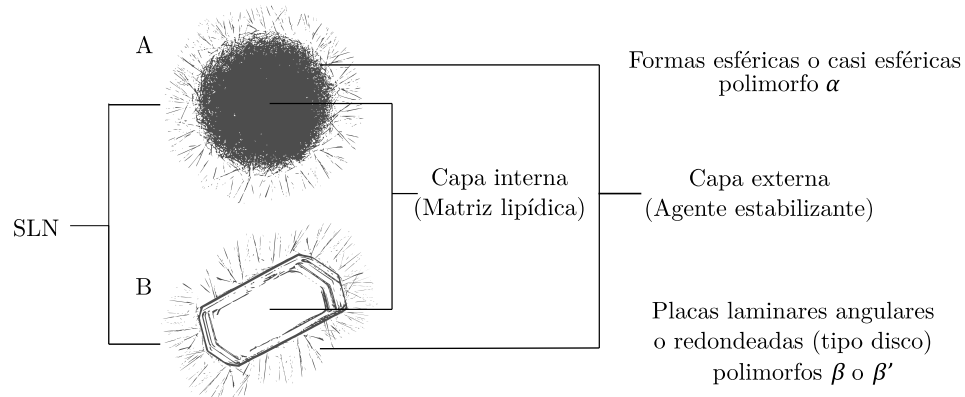 A
Formas esféricas o casi esféricas
polimorfo α
Capa interna
(Matriz lipídica)
Capa externa
(Agente estabilizante)
SLN
B
Placas laminares angulares
o redondeadas (tipo disco)
polimorfos β o β’